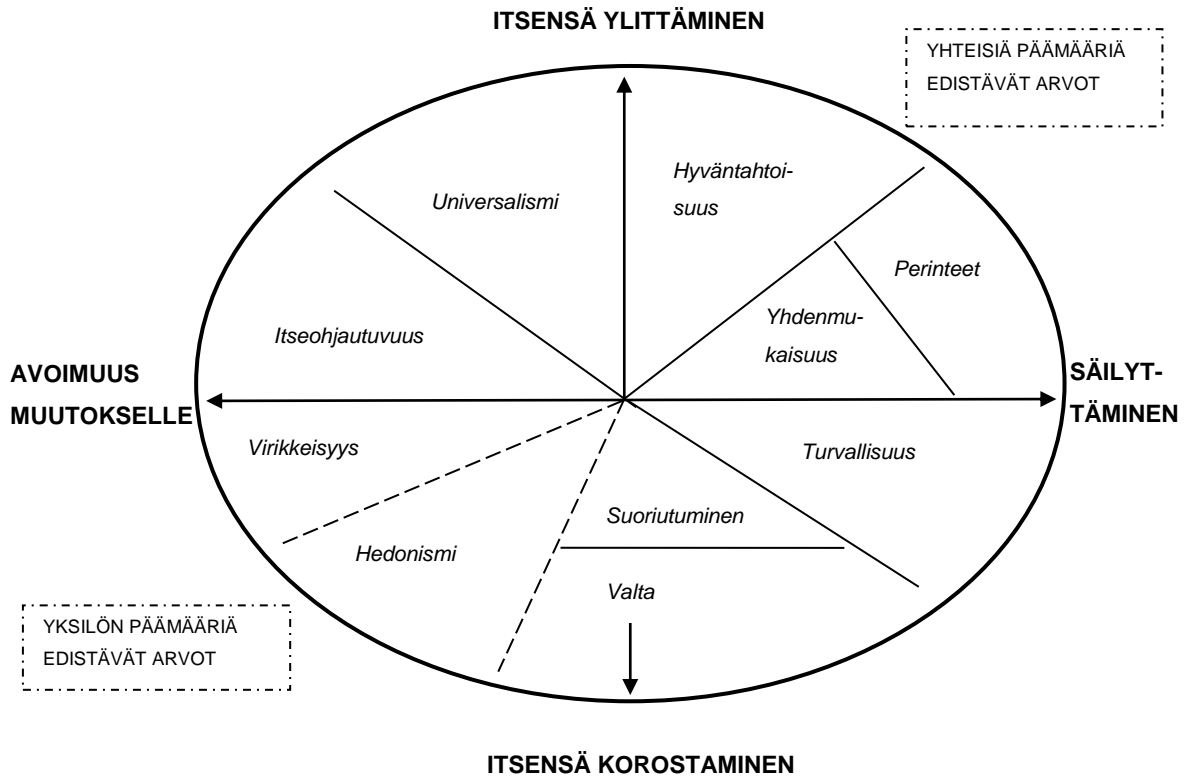 ITSENSÄ YLITTÄMINEN
YHTEISIÄ PÄÄMÄÄRIÄ
EDISTÄVÄT ARVOT
Universalismi
Hyväntahtoi-
suus
Perinteet
Itseohjautuvuus
Yhdenmu-
kaisuus
AVOIMUUS
MUUTOKSELLE
SÄILYT-
TÄMINEN
Virikkeisyys
Turvallisuus
Suoriutuminen
Hedonismi
Valta
YKSILÖN PÄÄMÄÄRIÄ
EDISTÄVÄT ARVOT
ITSENSÄ KOROSTAMINEN